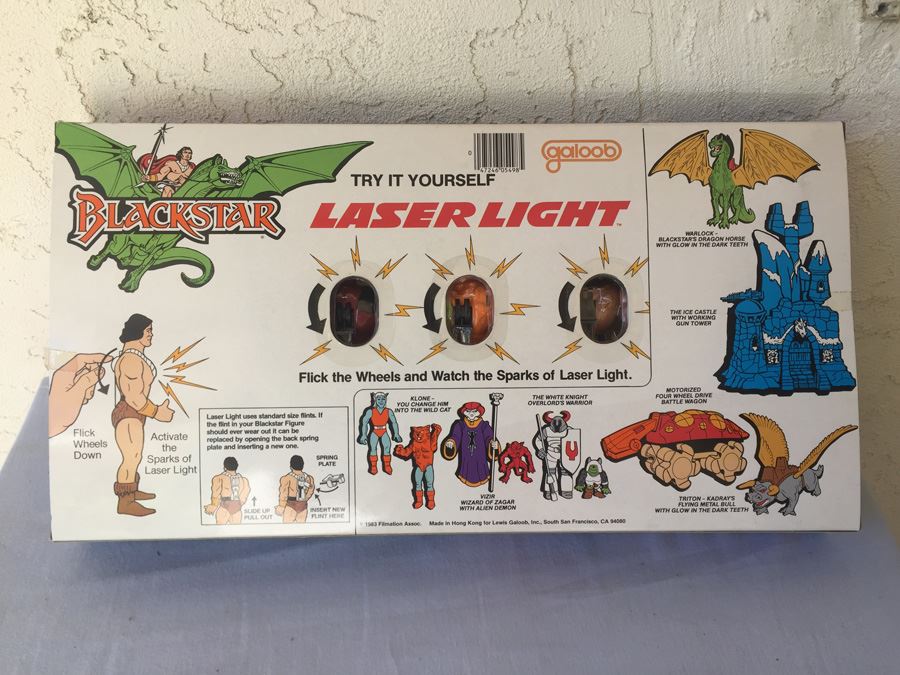 BLACKSTAR
®
TRY IT YOURSELF
LASER LIGHT™
0
47246 05498
galoob
Flick the Wheels and Watch the Sparks of Laser Light.
Flick
Wheels
Down
Activate
the
Sparks of
Laser Light
Laser Light uses standard size flints. If
the flint in your Blackstar Figure
should ever wear out it can be
replaced by opening the back spring
plate and inserting a new one.
SPRING
PLATE
SLIDE UP
PULL OUT
INSERT NEW
FLINT HERE
WARLOCK -
BLACKSTAR'S DRAGON HORSE
WITH GLOW IN THE DARK TEETH
THE ICE CASTLE
WITH WORKING
GUN TOWER
KLONE -
YOU CHANGE HIM
INTO THE WILD CAT
VIZIR
WIZARD OF ZAGAR
WITH ALIEN DEMON
THE WHITE KNIGHT
OVERLORD'S WARRIOR
MOTORIZED
FOUR WHEEL DRIVE
BATTLE WAGON
TRITON - KADRAY'S
FLYING METAL BULL
WITH GLOW IN THE DARK TEETH
1983 Filmation Assoc. Made in Hong Kong for Lewis Galoob, Inc., South San Francisco, CA 94080